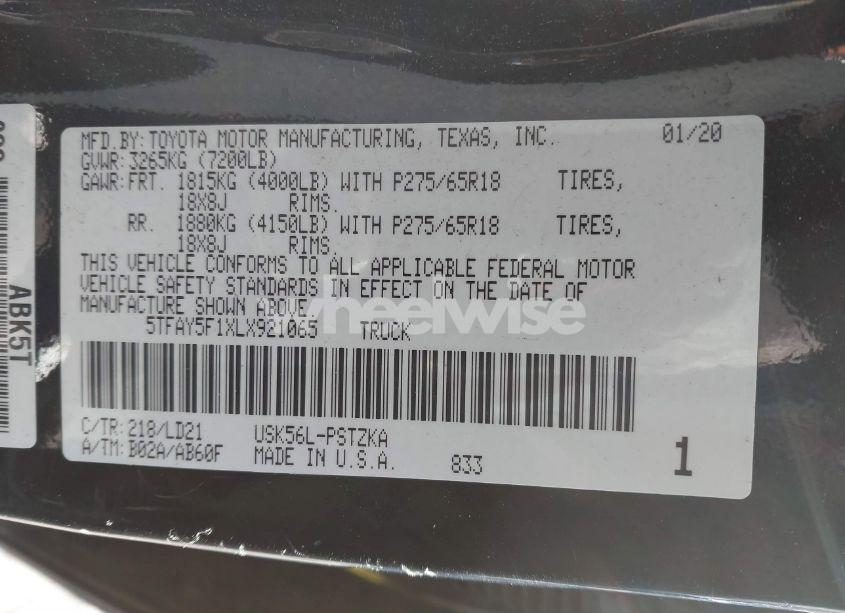 MFD.BY: TOYOTA MOTOR MANUFACTURING, TEXAS, INC. 01/20
GVWR: 3265KG (7200LB)
GAWR: FRT. 1815KG (4000LB) WITH P275/65R18 TIRES,
18X8J RIMS.
RR. 1880KG (4150LB) WITH P275/65R18 TIRES,
18X8J RIMS.
THIS VEHICLE CONFORMS TO ALL APPLICABLE FEDERAL MOTOR
VEHICLE SAFETY STANDARDS IN EFFECT ON THE DATE OF
MANUFACTURE SHOWN ABOVE.
wheelwise
5TFAY5F1XLX921065 TRUCK
C/TR: 218/LD21 USK56L-PSTZKA
A/TM: B02A/AB60F MADE IN U.S.A. 833 1
ABK5T